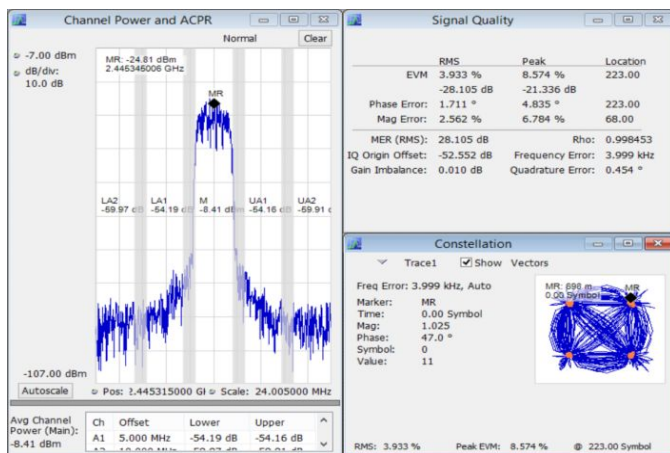 Channel Power and ACPR
Normal
Clear
-7.00 dBm
dB/div:
10.0 dB
MR: -24.81 dBm
2.445345006 GHz
MR
LA2 LA1 M UA1 UA2
-59.97 dB -54.19 dB -8.41 dBm -54.16 dB -59.91 d
-107.00 dBm
Autoscale
Pos: 2.445315000 GI Scale: 24.005000 MHz
Avg Channel
Power (Main):
-8.41 dBm
Ch Offset Lower Upper
A1 5.000 MHz -54.19 dB -54.16 dB
Signal Quality
RMS Peak Location
EVM 3.933 % 8.574 % 223.00
-28.105 dB -21.336 dB
Phase Error: 1.711 ° 4.835 ° 223.00
Mag Error: 2.562 % 6.784 % 68.00
MER (RMS): 28.105 dB Rho: 0.998453
IQ Origin Offset: -52.552 dB Frequency Error: 3.999 kHz
Gain Imbalance: 0.010 dB Quadrature Error: 0.454 °
Constellation
Trace1 Show Vectors
Freq Error: 3.999 kHz, Auto
Marker: MR
Time: 0.00 Symbol
Mag: 1.025
Phase: 47.0 °
Symbol: 0
Value: 11
MR: 698 m
0.00 Symbol
MR
RMS: 3.933 % Peak EVM: 8.574 % @ 223.00 Symbol